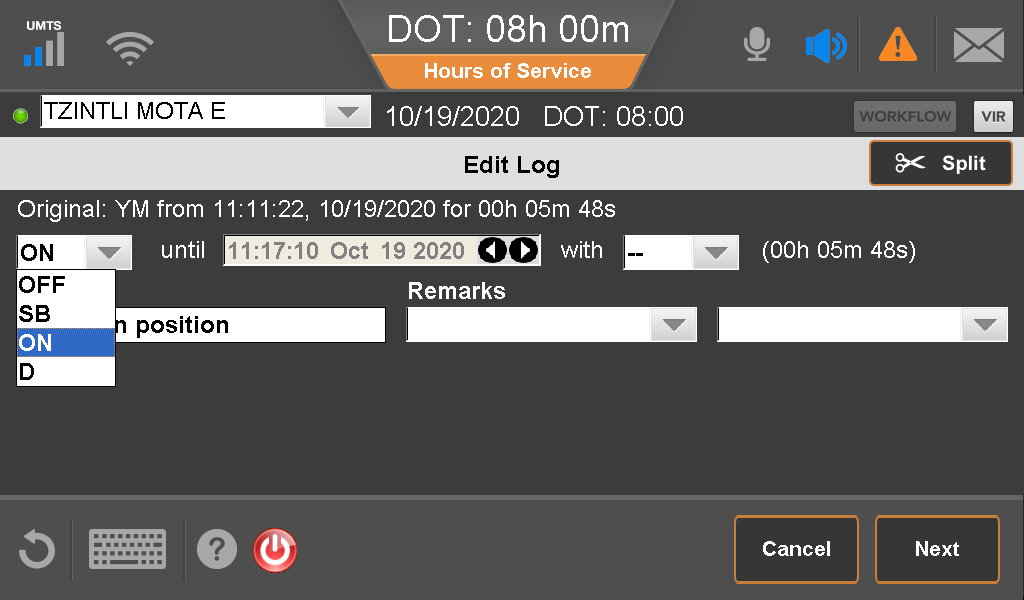 UMTS
DOT: 08h 00m
Hours of Service
TZINTLI MOTA E
10/19/2020 DOT: 08:00
WORKFLOW
VIR
Edit Log
Split
Original: YM from 11:11:22, 10/19/2020 for 00h 05m 48s
ON
until
11:17:10 Oct 19 2020
with
--
(00h 05m 48s)
OFF
SB
ON
D
Remarks
n position
Cancel
Next